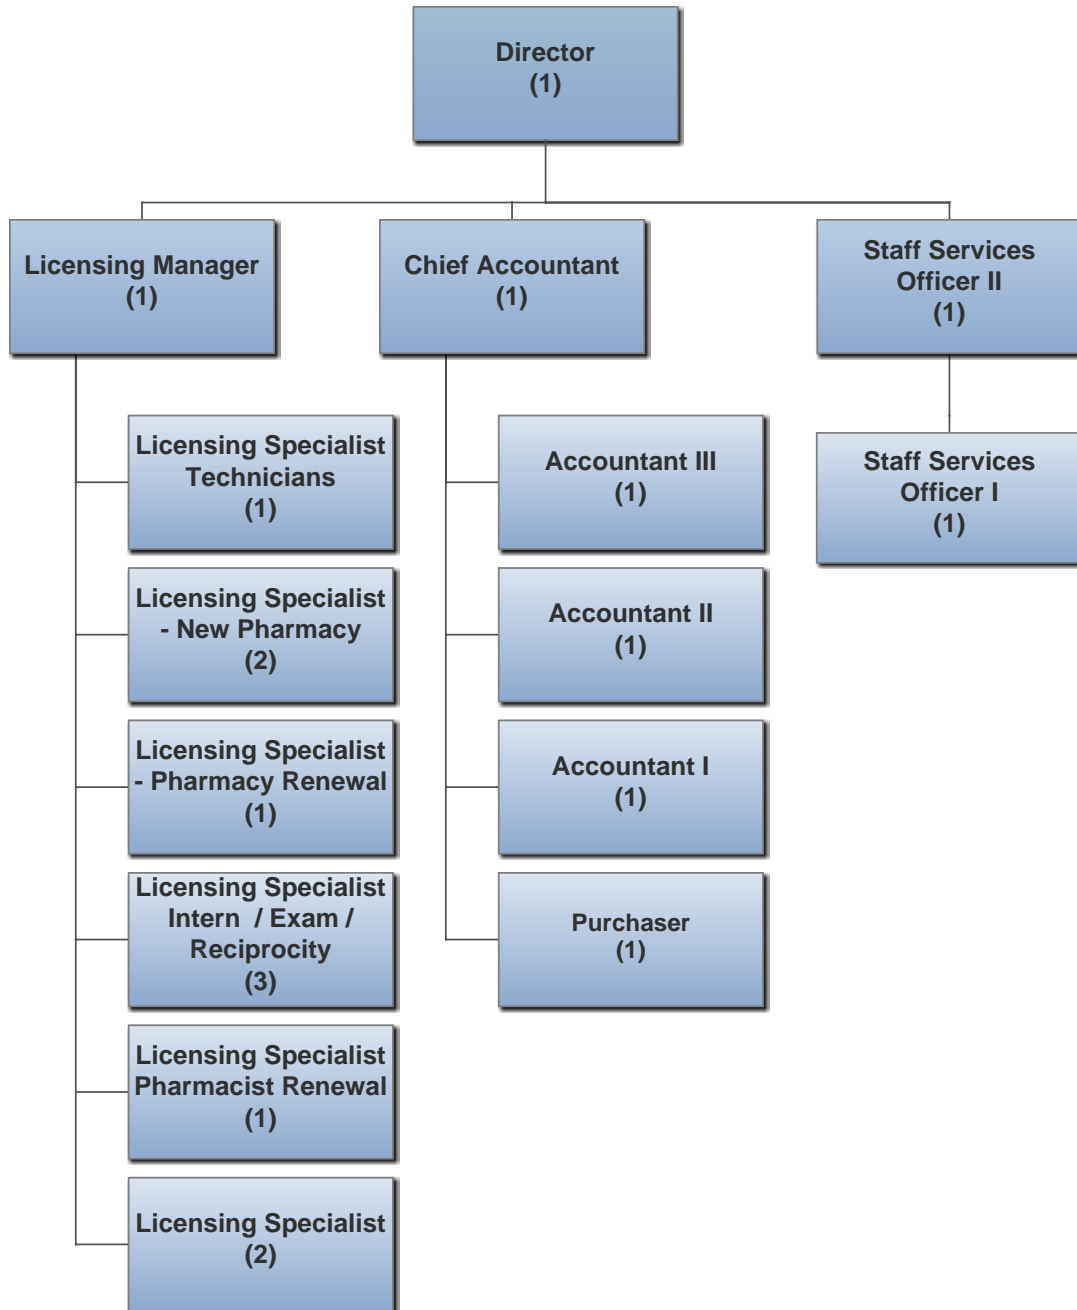 Director
(1)
Licensing Manager
(1)
Chief Accountant
(1)
Staff Services
Officer II
(1)
Licensing Specialist
Technicians
(1)
Licensing Specialist
- New Pharmacy
(2)
Licensing Specialist
- Pharmacy Renewal
(1)
Licensing Specialist
Intern / Exam /
Reciprocity
(3)
Licensing Specialist
Pharmacist Renewal
(1)
Licensing Specialist
(2)
Accountant III
(1)
Accountant II
(1)
Accountant I
(1)
Purchaser
(1)
Staff Services
Officer I
(1)